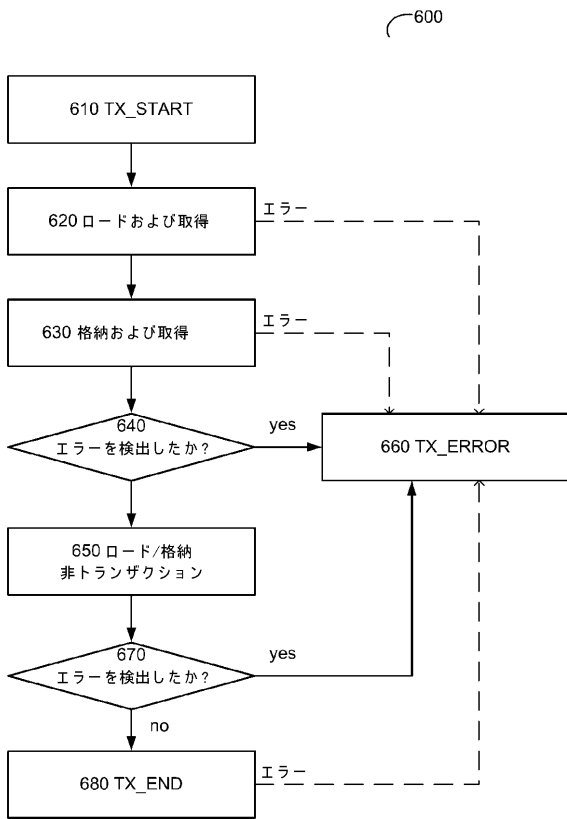 600
610 TX_START
620 ロードおよび取得
エラー
630 格納および取得
エラー
640
エラーを検出したか?
yes
660 TX_ERROR
650 ロード/格納
非トランザクション
670
エラーを検出したか?
yes
no
680 TX_END
エラー